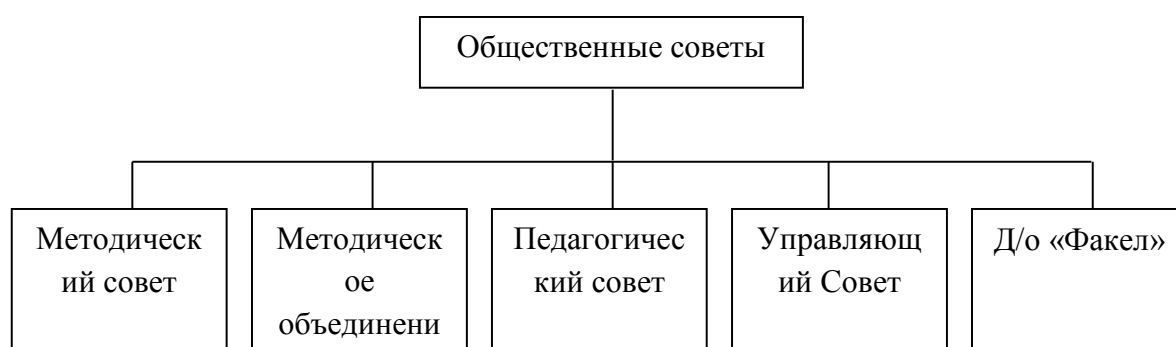 Общественные советы
Методическ
ий совет
Методическ
ое
объединени
Педагогичес
кий совет
Управляющ
ий Совет
Д/о «Факел»